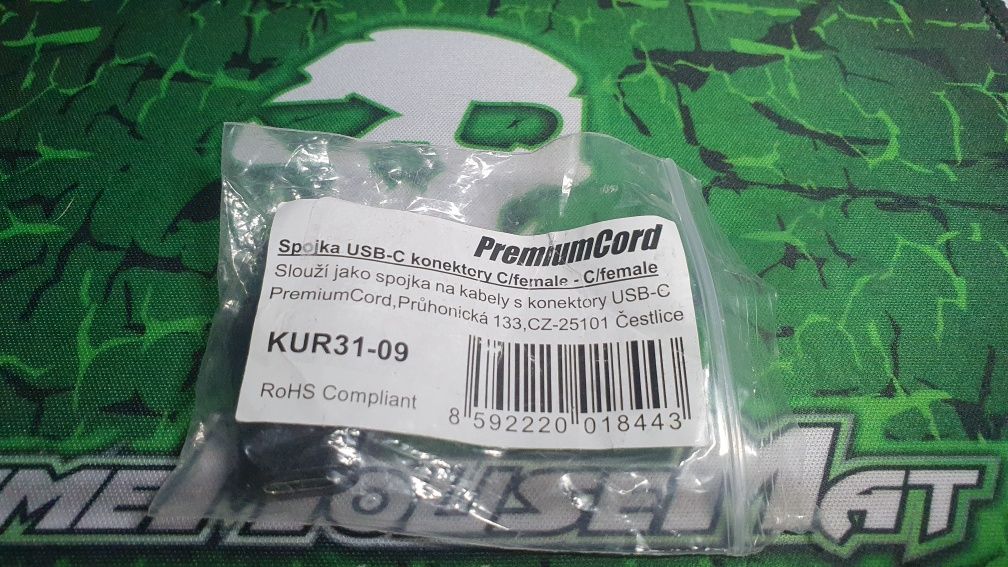 PremiumCord
Spojka USB-C konektory C/female - C/female
Slouží jako spojka na kabely s konektory USB-C
PremiumCord,Průhonická 133,CZ-25101 Čestlice
KUR31-09
RoHS Compliant
8 592220 018443